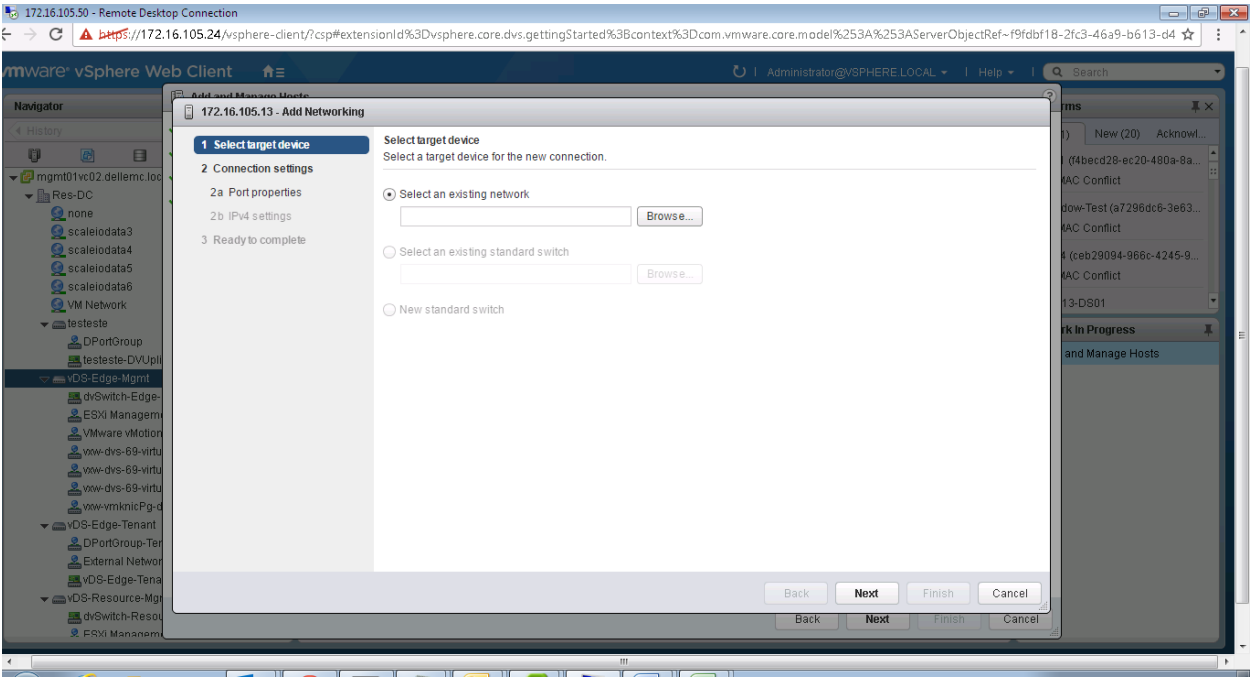 172.16.105.50 - Remote Desktop Connection
https://172.16.105.24/vsphere-client/?csp#extensionId%3Dvsphere.core.dvs.gettingStarted%3Bcontext%3Dcom.vmware.core.model%253A%253AServerObjectRef~f9fdbf18-2fc3-46a9-b613-d4
vmware® vSphere Web Client
Administrator@VSPHERE.LOCAL
Help
Search
Navigator
History
mgmt01vc02.dellemc.loc
Res-DC
none
scaleiodata3
scaleiodata4
scaleiodata5
scaleiodata6
VM Network
testeste
DPortGroup
testeste-DVUpli
vDS-Edge-Mgmt
dvSwitch-Edge-
ESXi Managem
VMware vMotion
vxw-dvs-69-virtu
vxw-dvs-69-virtu
vxw-dvs-69-virtu
vxw-vmknicPg-d
vDS-Edge-Tenant
DPortGroup-Ter
External Networ
vDS-Edge-Tena
vDS-Resource-Mgr
dvSwitch-Resou
ESXi Manageme
Add and Manage Hosts
172.16.105.13 - Add Networking
1 Select target device
2 Connection settings
2a Port properties
2b IPv4 settings
3 Ready to complete
Select target device
Select a target device for the new connection.
Select an existing network
Browse...
Select an existing standard switch
Browse...
New standard switch
Back
Next
Finish
Cancel
Back
Next
Finish
Cancel
rms
1)
New (20)
Acknowl...
(f4becd28-ec20-480a-8a...
MAC Conflict
dow-Test (a7296dc6-3e63...
MAC Conflict
4 (ceb29094-966c-4245-9...
MAC Conflict
13-DS01
rk In Progress
and Manage Hosts